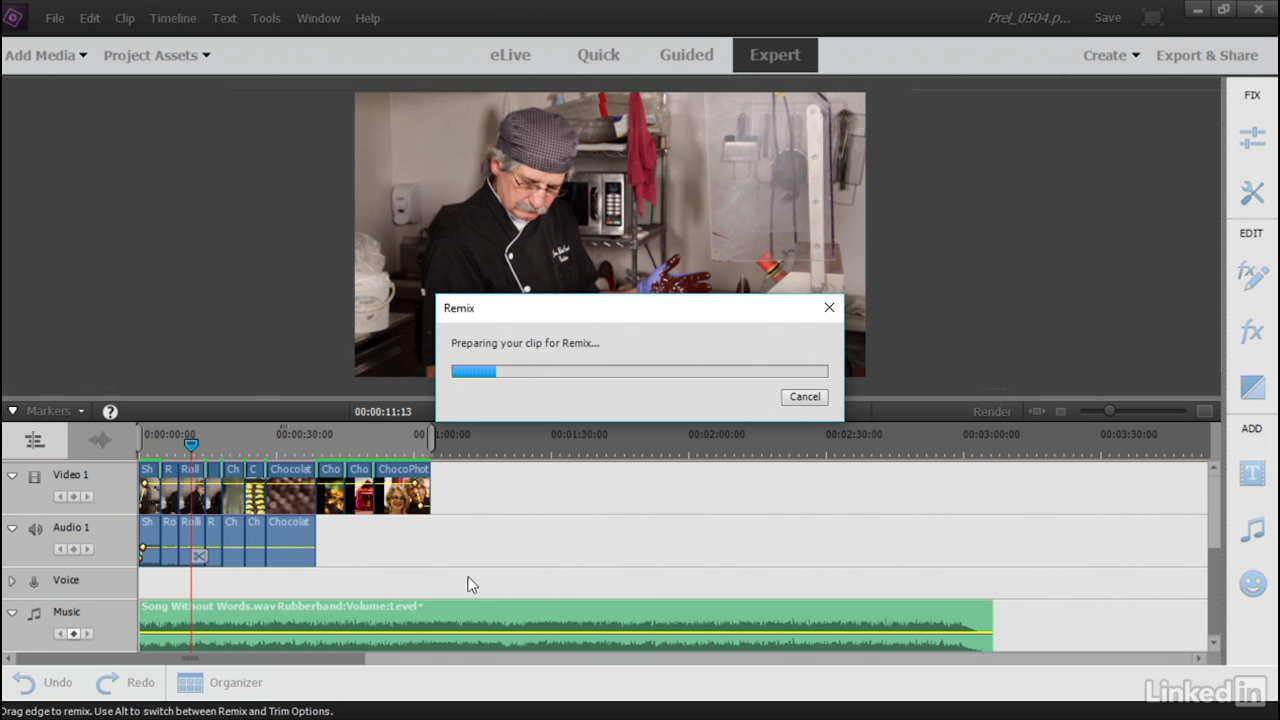 File Edit Clip Timeline Text Tools Window Help Prel_0504.p... Save
Add Media Project Assets eLive Quick Guided Expert Create Export & Share
FIX
EDIT
ADD
Remix
Preparing your clip for Remix...
Cancel
Markers ? 00:00:11:13 Render
0:00:00:00 00:00:30:00 00 1:00:00 00:01:30:00 00:02:00:00 00:02:30:00 00:03:00:00 00:03:30:00
Video 1 Sh R Roll Ch C Chocolat Cho Cho ChocoPhot
Audio 1 Sh Ro Rolli R Ch Ch Chocolat
Voice
Music Song Without Words.wav Rubberband:Volume:Level
Undo Redo Organizer
LinkedIn
Drag edge to remix. Use Alt to switch between Remix and Trim Options.